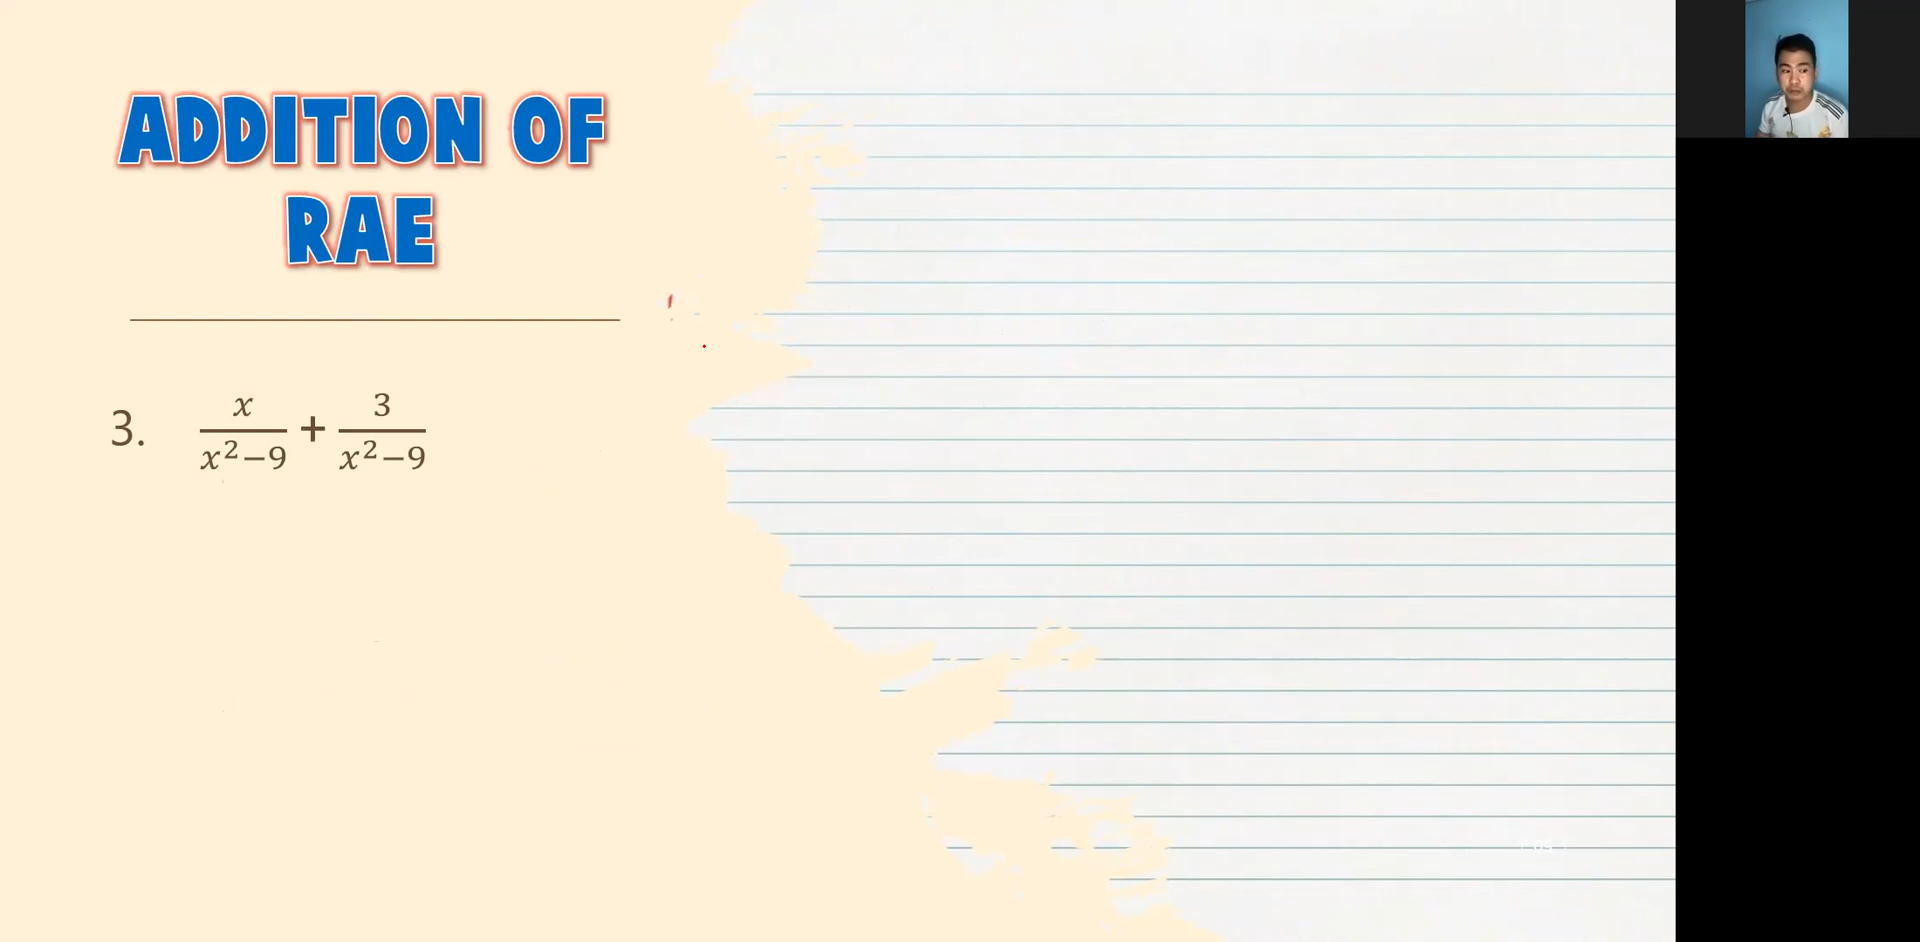 ADDITION OF
RAE
3. x/x²−9 + 3/x²−9